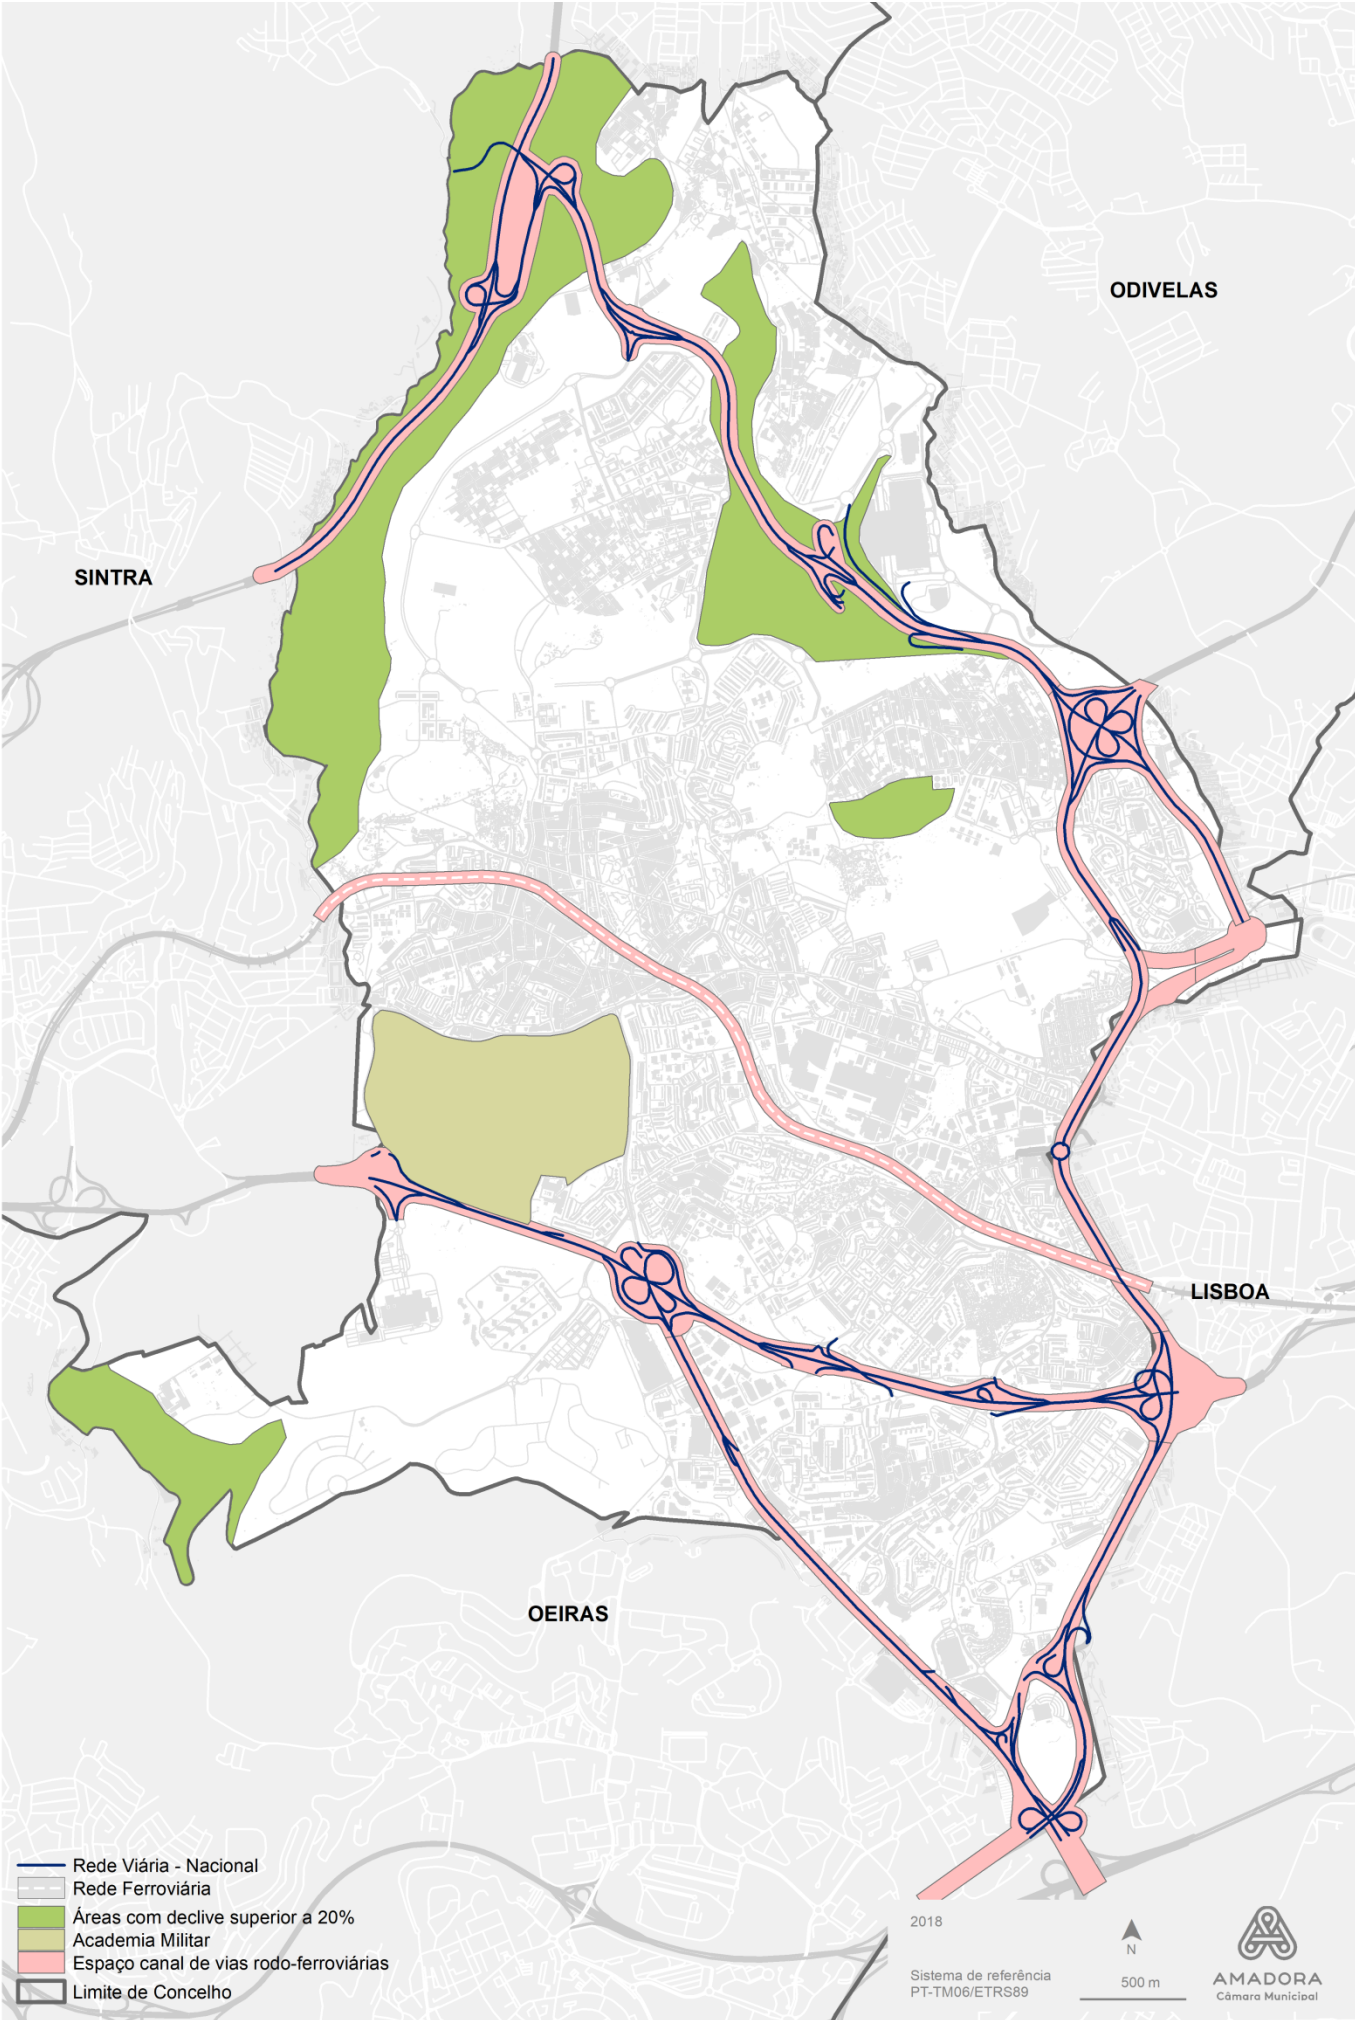 ODIVELAS
SINTRA
LISBOA
OEIRAS
Rede Viária - Nacional
Rede Ferroviária
Áreas com declive superior a 20%
Academia Militar
Espaço canal de vias rodo-ferroviárias
Limite de Concelho
2018
N
Sistema de referência
PT-TM06/ETRS89
500 m
AMADORA
Câmara Municipal